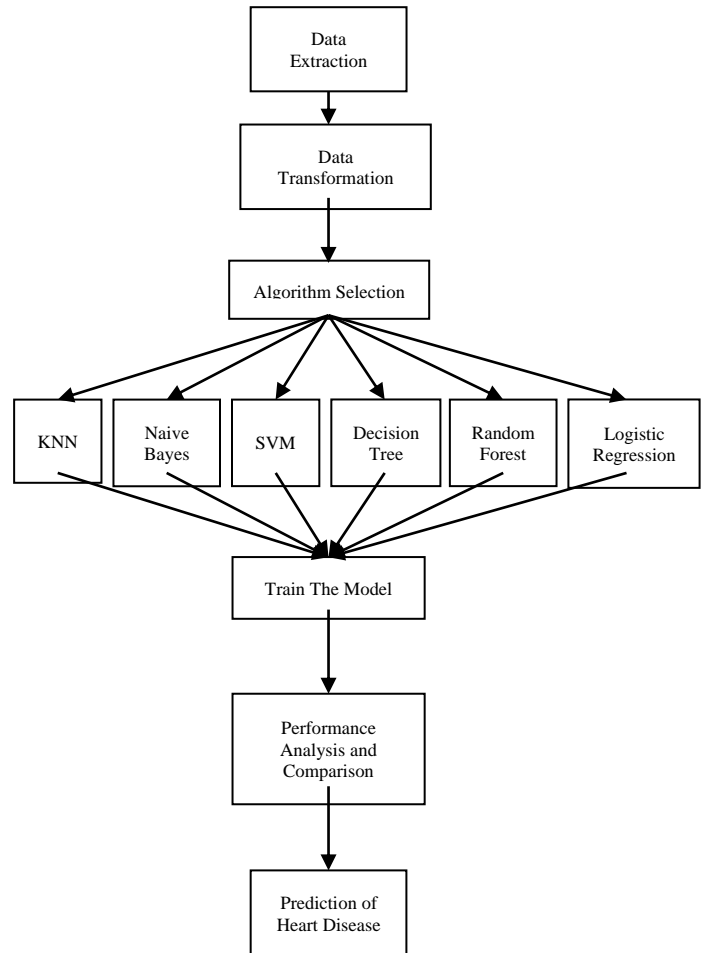 Data
Extraction
Data
Transformation
Algorithm Selection
KNN
Naive
Bayes
SVM
Decision
Tree
Random
Forest
Logistic
Regression
Train The Model
Performance
Analysis and
Comparison
Prediction of
Heart Disease